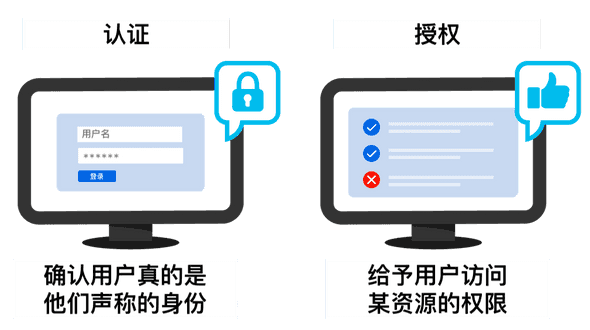 认证
用户名
******
登录
确认用户真的是
他们声称的身份
授权
给予用户访问
某资源的权限